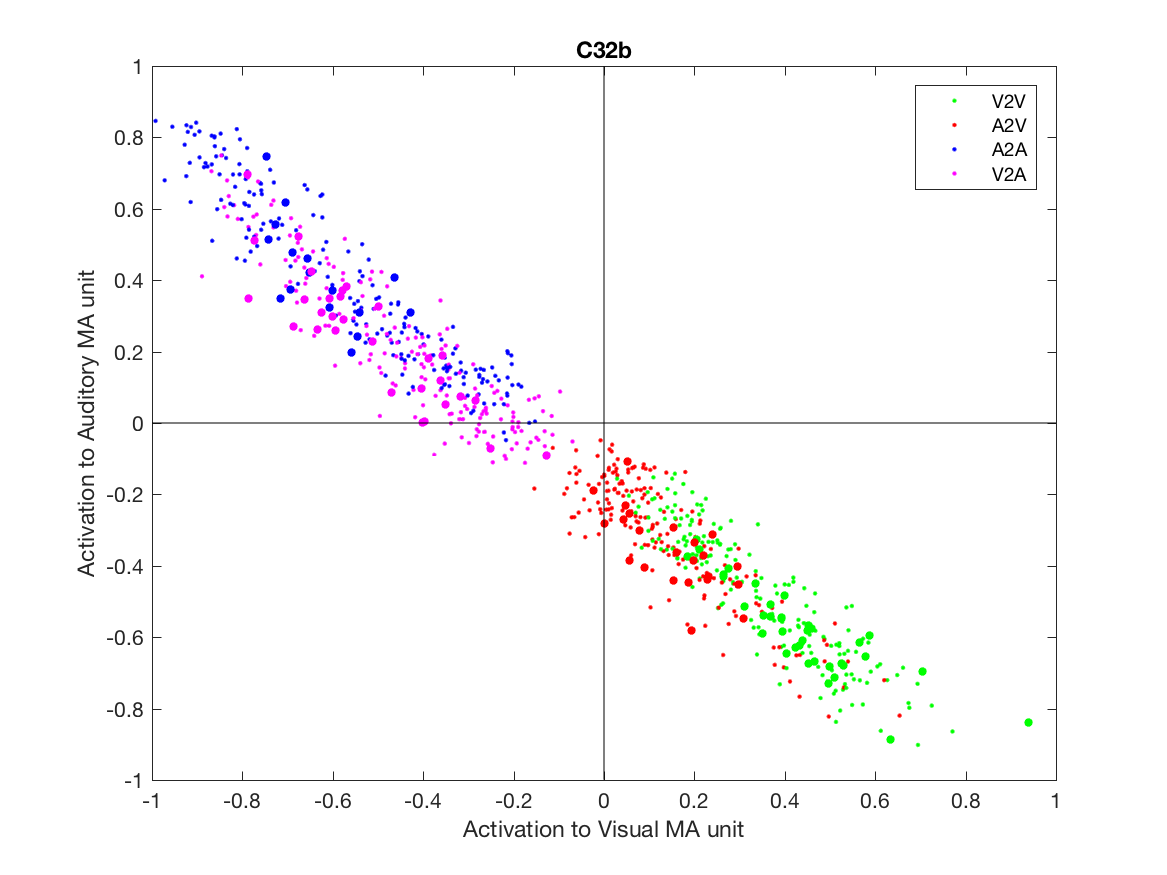 C32b
V2V
A2V
A2A
V2A
1
0.8
0.6
0.4
0.2
0
-0.2
-0.4
-0.6
-0.8
-1
Activation to Auditory MA unit
-1 -0.8 -0.6 -0.4 -0.2 0 0.2 0.4 0.6 0.8 1
Activation to Visual MA unit